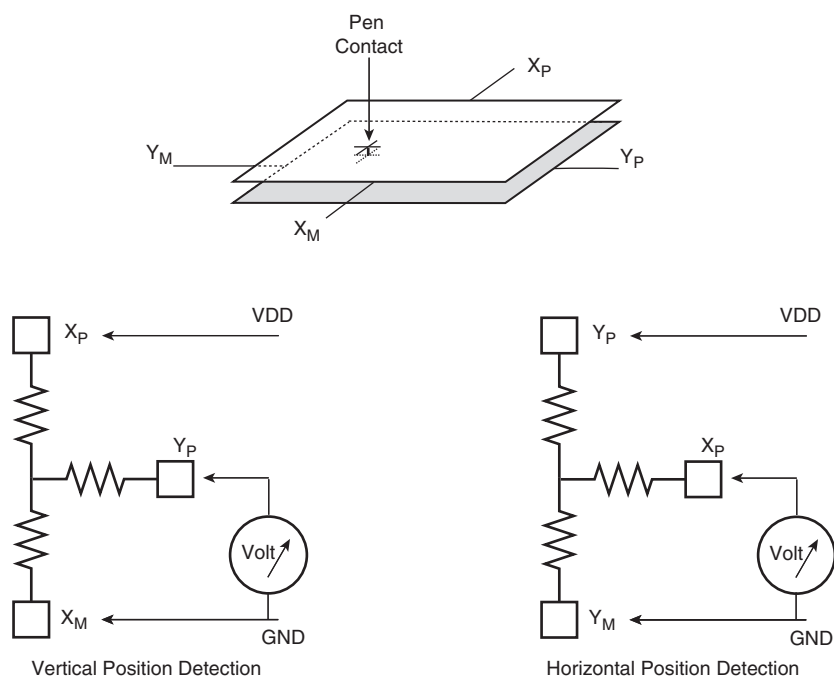 Pen
Contact
X_P
Y_M
Y_P
X_M
X_P
VDD
Y_P
Volt
X_M
GND
Vertical Position Detection
Y_P
VDD
X_P
Volt
Y_M
GND
Horizontal Position Detection